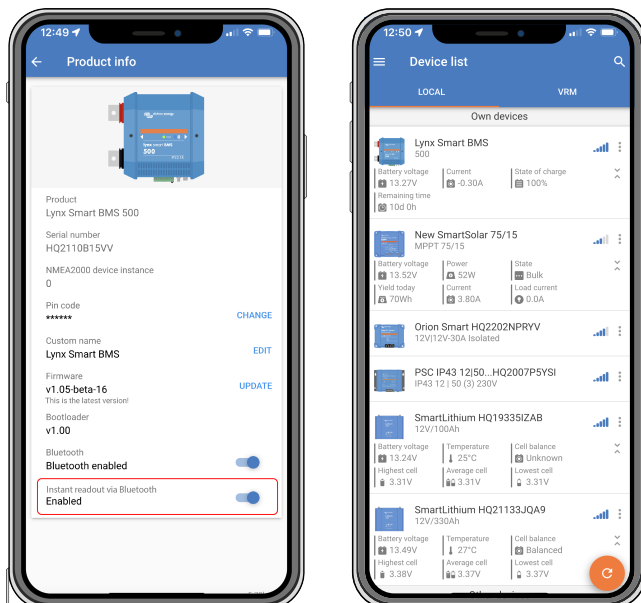 12:49
Product info
lynx smart BMS
500
Product
Lynx Smart BMS 500
Serial number
HQ2110B15VV
NMEA2000 device instance
0
Pin code
****** CHANGE
Custom name
Lynx Smart BMS EDIT
Firmware
v1.05-beta-16 UPDATE
This is the latest version!
Bootloader
v1.00
Bluetooth
Bluetooth enabled
Instant readout via Bluetooth
Enabled
12:50
Device list
LOCAL VRM
Own devices
Lynx Smart BMS
500
Battery voltage Current State of charge
13.27V -0.30A 100%
Remaining time
10d 0h
New SmartSolar 75/15
MPPT 75/15
Battery voltage Power State
13.52V 52W Bulk
Yield today Current Load current
70Wh 3.80A 0.0A
Orion Smart HQ2202NPRYV
12V|12V-30A Isolated
PSC IP43 12|50...HQ2007P5YSI
IP43 12 | 50 (3) 230V
SmartLithium HQ19335IZAB
12V/100Ah
Battery voltage Temperature Cell balance
13.24V 25°C Unknown
Highest cell Average cell Lowest cell
3.31V 3.31V 3.31V
SmartLithium HQ21133JQA9
12V/330Ah
Battery voltage Temperature Cell balance
13.49V 27°C Balanced
Highest cell Average cell Lowest cell
3.38V 3.37V 3.37V